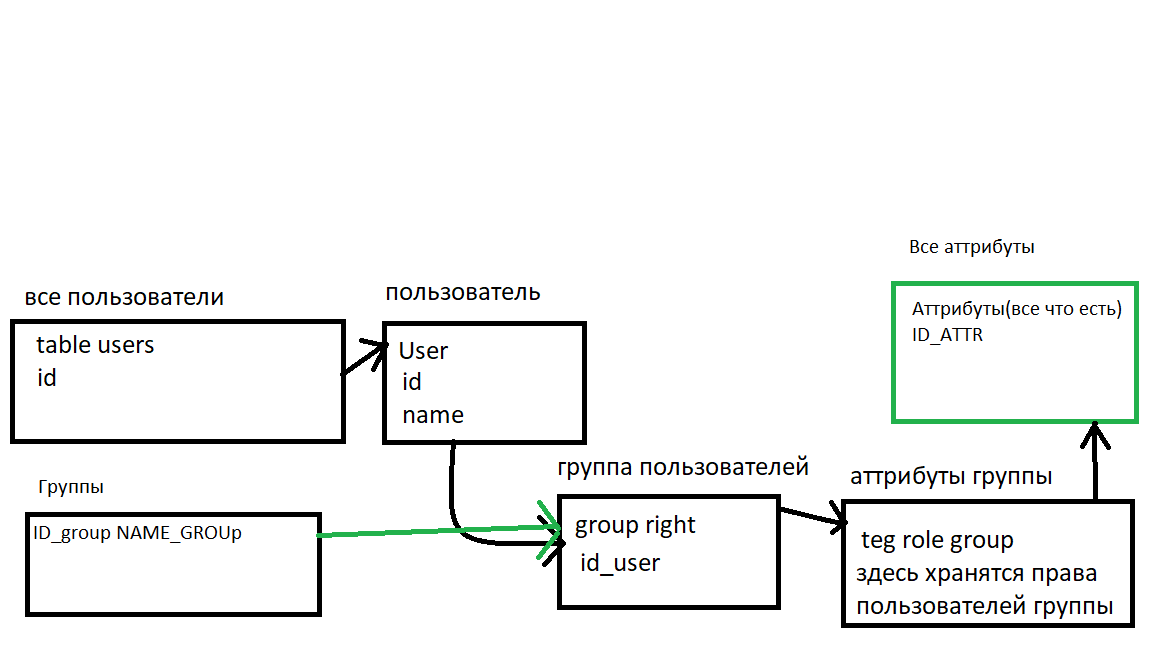 Все аттрибуты
Аттрибуты(все что есть)
ID_ATTR
все пользователи
table users
id
пользователь
User
id
name
Группы
ID_group NAME_GROUp
группа пользователей
group right
id_user
аттрибуты группы
teg role group
здесь хранятся права
пользователей группы